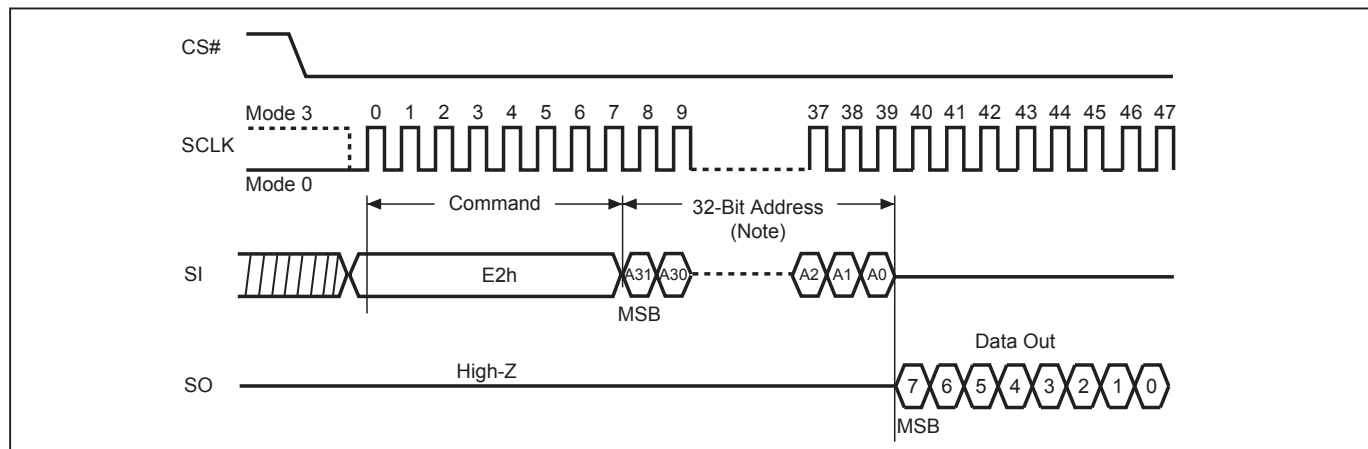 CS#
Mode 3
0 1 2 3 4 5 6 7 8 9 37 38 39 40 41 42 43 44 45 46 47
SCLK
Mode 0
Command 32-Bit Address
(Note)
SI E2h A31 A30 A2 A1 A0
MSB
Data Out
High-Z
SO 7 6 5 4 3 2 1 0
MSB